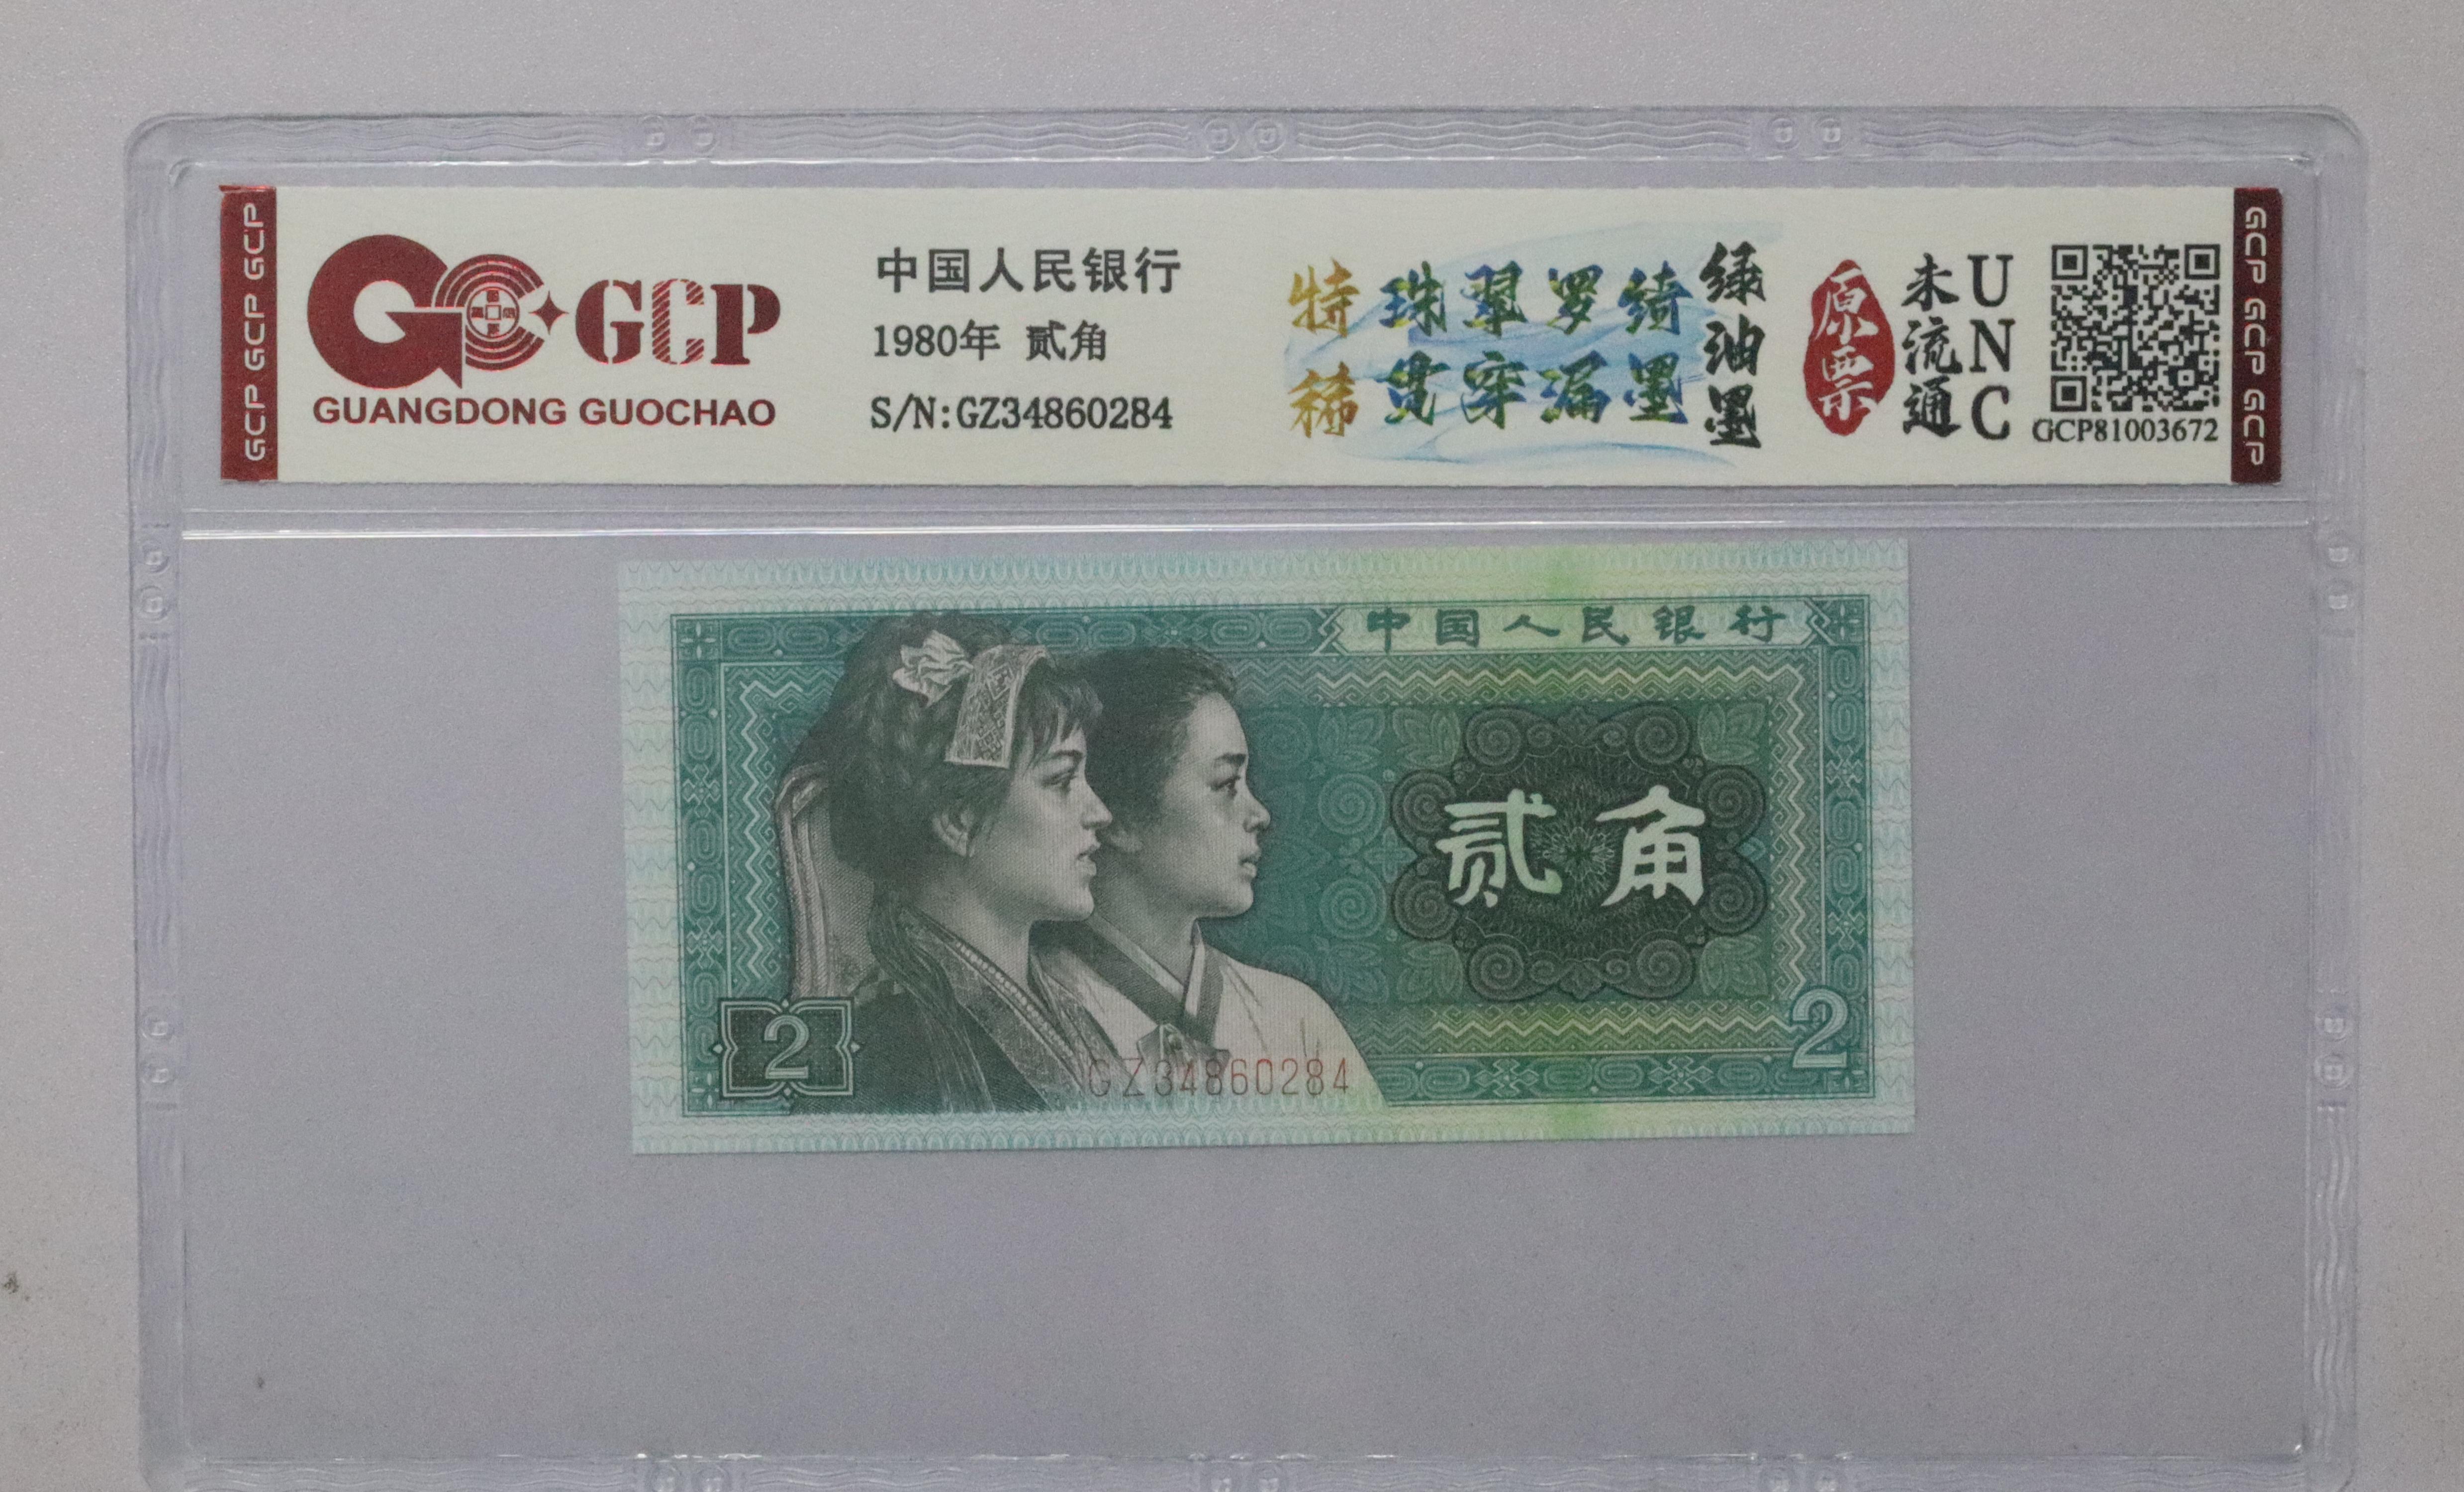 GCP GCP GCP
GCP
GUANGDONG GUOCHAO
中国人民银行
1980年 贰角
S/N:GZ34860284
特稀
珠翠罗绮
贯穿漏墨
绿油墨
原票
未流通
UNC
GCP81003672
GCP GCP GCP
中国人民银行
贰角
2
2
GZ34860284